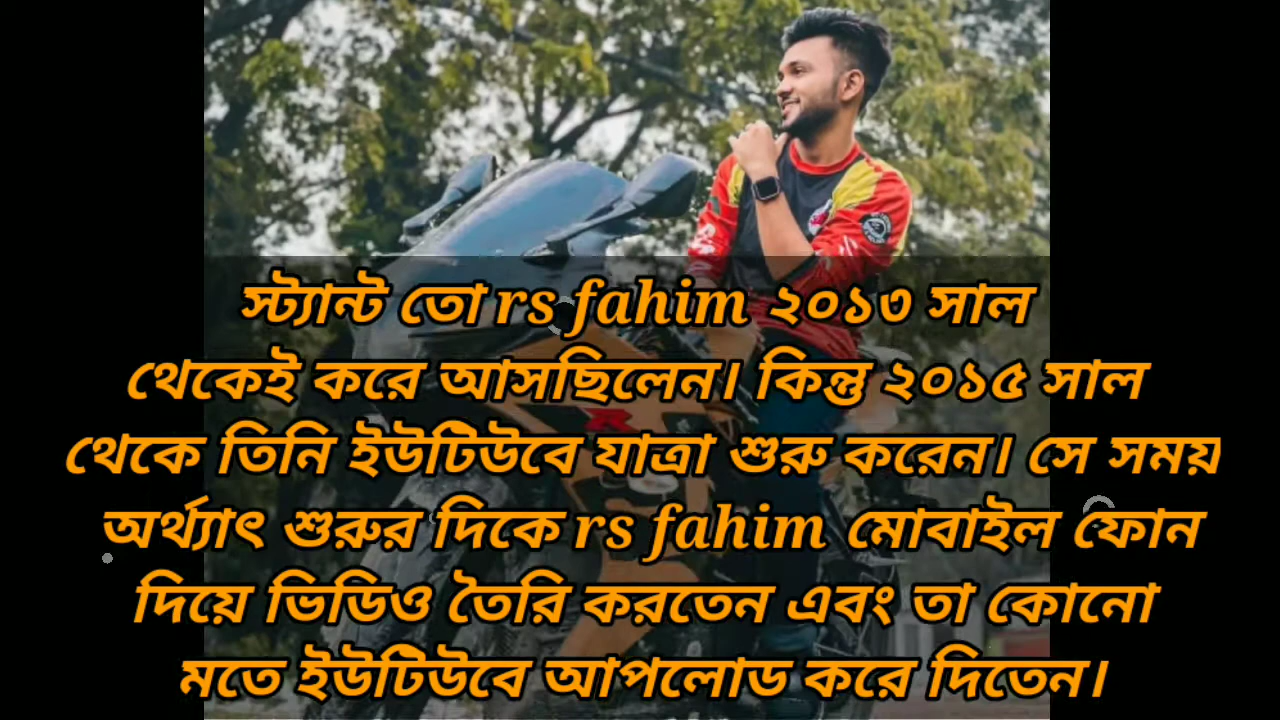 স্ট্যান্ট তো rs fahim ২০১৩ সাল
থেকেই করে আসছিলেন। কিন্তু ২০১৫ সাল
থেকে তিনি ইউটিউবে যাত্রা শুরু করেন। সে সময়
অর্থ্যাৎ শুরুর দিকে rs fahim মোবাইল ফোন
দিয়ে ভিডিও তৈরি করতেন এবং তা কোনো
মতে ইউটিউবে আপলোড করে দিতেন।